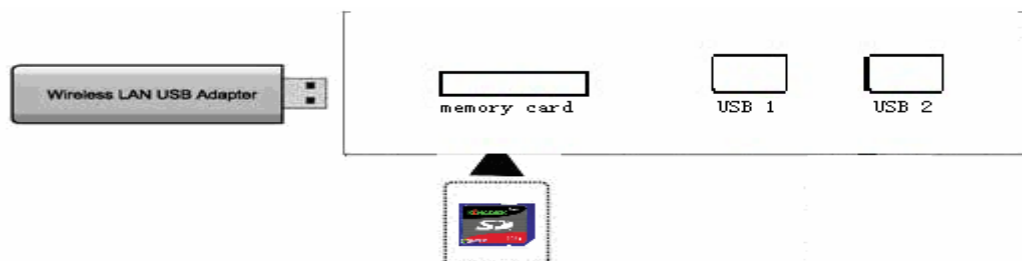 Wireless LAN USB Adapter
memory card
USB 1
USB 2
SD